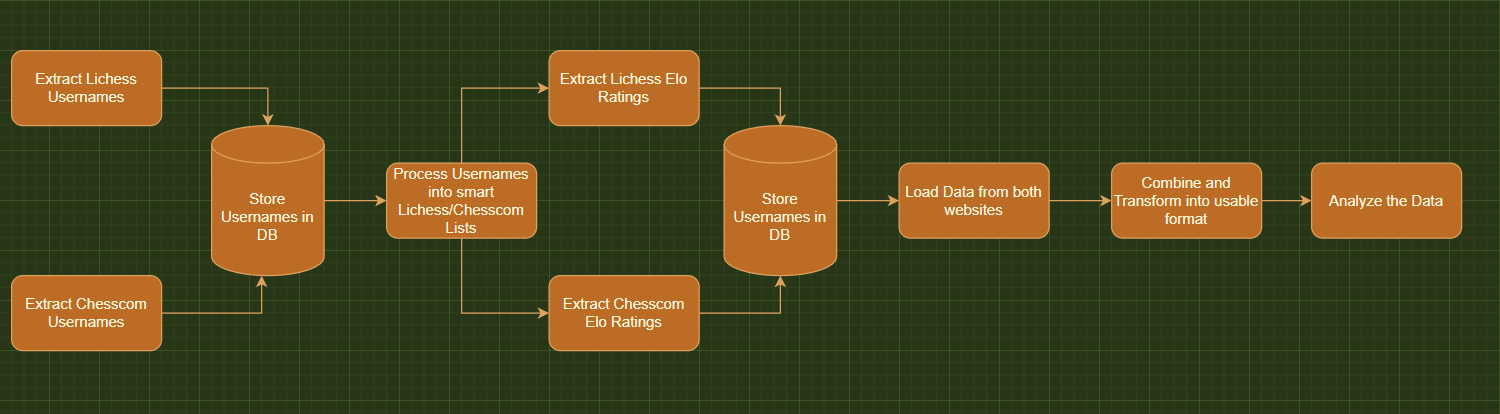 Extract Lichess
Usernames
Extract Chesscom
Usernames
Store
Usernames in
DB
Process Usernames
into smart
Lichess/Chesscom
Lists
Extract Lichess Elo
Ratings
Extract Chesscom
Elo Ratings
Store
Usernames in
DB
Load Data from both
websites
Combine and
Transform into usable
format
Analyze the Data